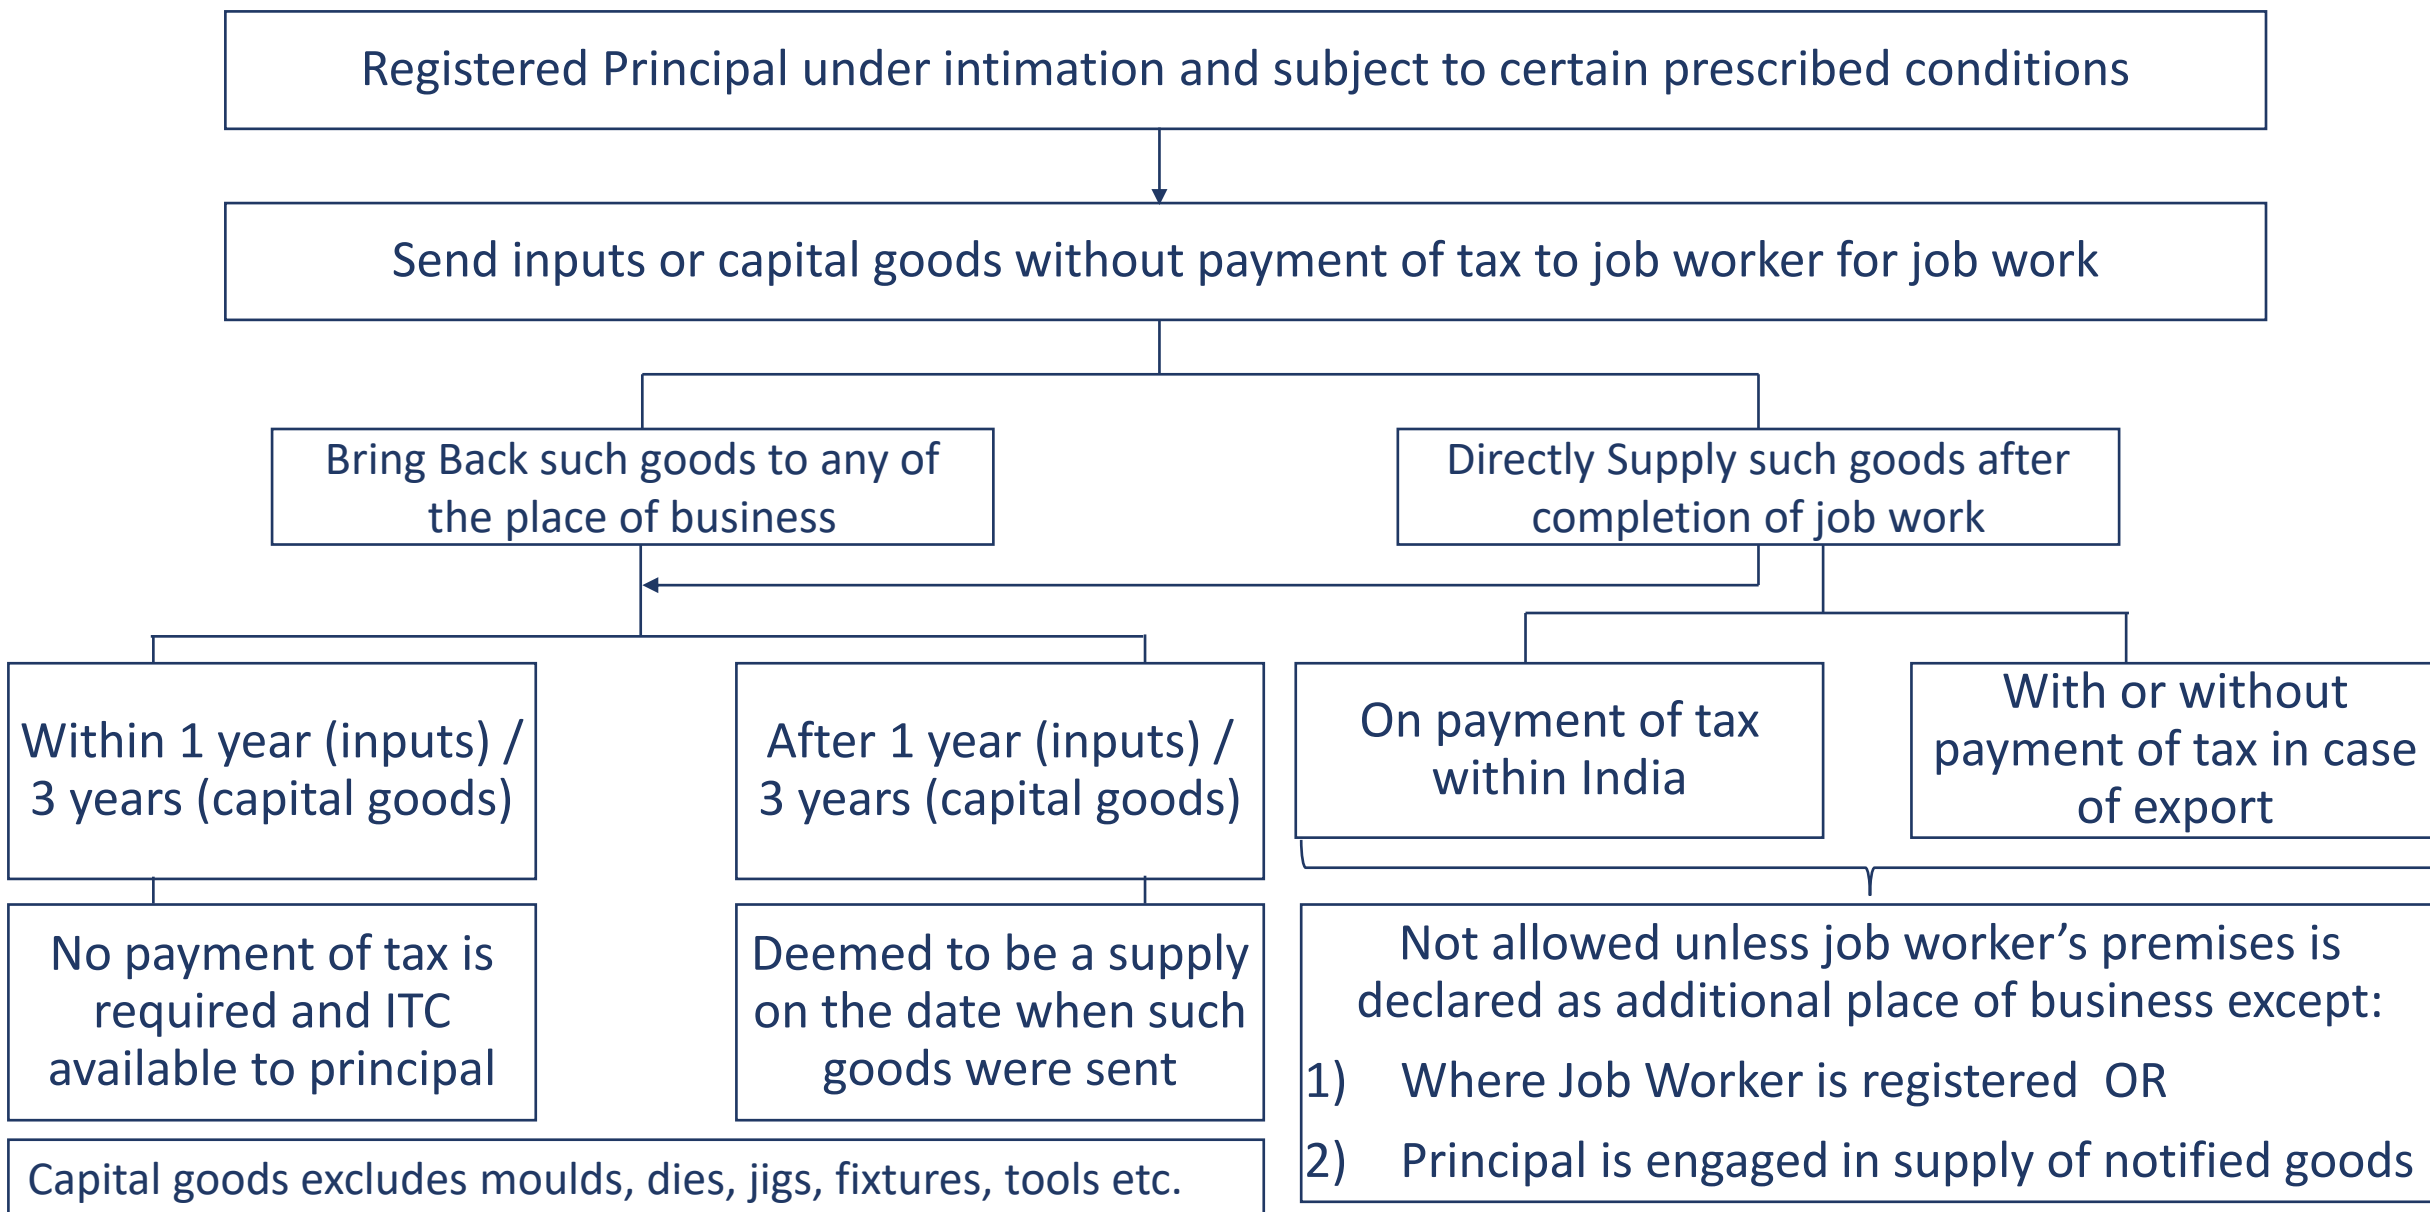 Registered Principal under intimation and subject to certain prescribed conditions
Send inputs or capital goods without payment of tax to job worker for job work
Bring Back such goods to any of
the place of business
Directly Supply such goods after
completion of job work
Within 1 year (inputs) /
3 years (capital goods)
After 1 year (inputs) /
3 years (capital goods)
On payment of tax
within India
With or without
payment of tax in case
of export
No payment of tax is
required and ITC
available to principal
Deemed to be a supply
on the date when such
goods were sent
Not allowed unless job worker’s premises is
declared as additional place of business except:
1) Where Job Worker is registered OR
2) Principal is engaged in supply of notified goods
Capital goods excludes moulds, dies, jigs, fixtures, tools etc.